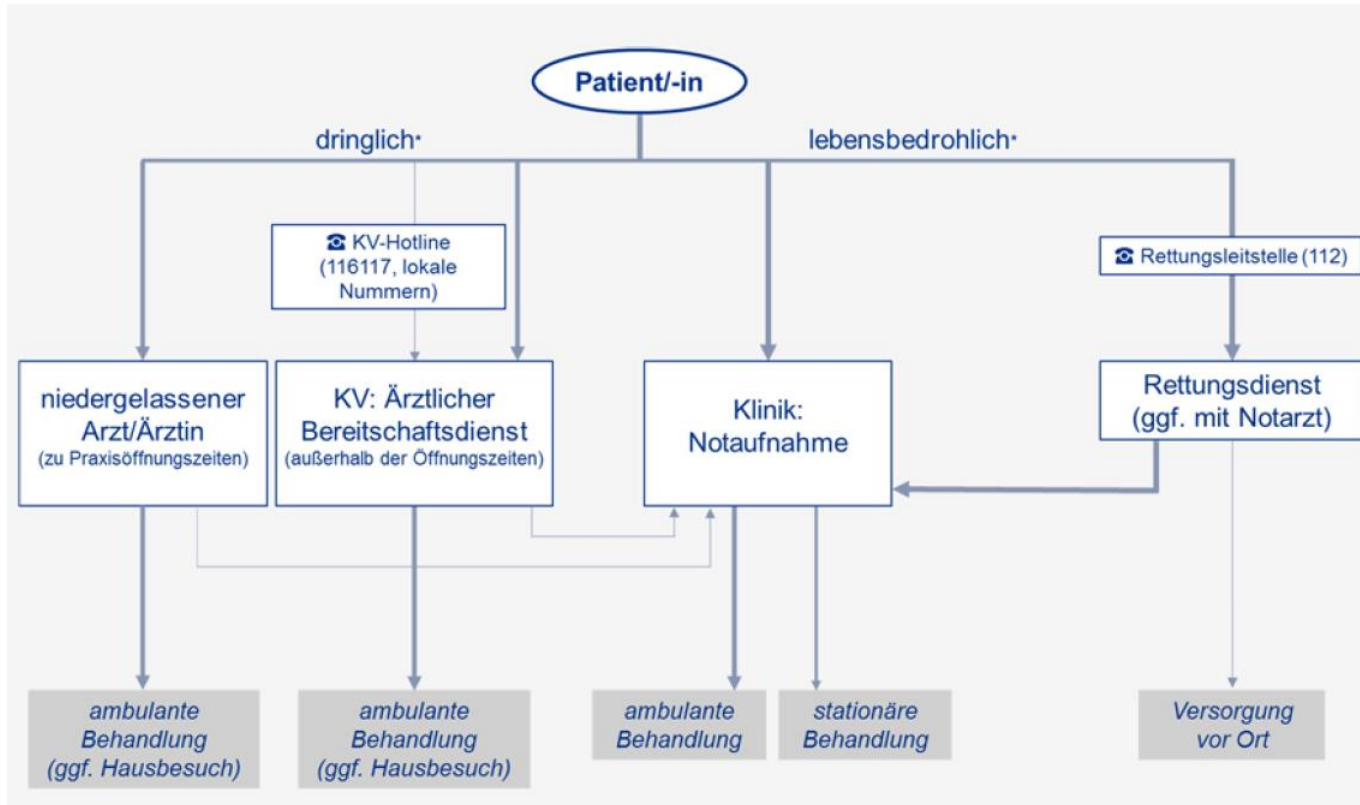 Patient/-in
dringlich*
lebensbedrohlich*
☎ KV-Hotline
(116117, lokale
Nummern)
☎ Rettungsleitstelle (112)
niedergelassener
Arzt/Ärztin
(zu Praxisöffnungszeiten)
KV: Ärztlicher
Bereitschaftsdienst
(außerhalb der Öffnungszeiten)
Klinik:
Notaufnahme
Rettungsdienst
(ggf. mit Notarzt)
ambulante
Behandlung
(ggf. Hausbesuch)
ambulante
Behandlung
(ggf. Hausbesuch)
ambulante
Behandlung
stationäre
Behandlung
Versorgung
vor Ort